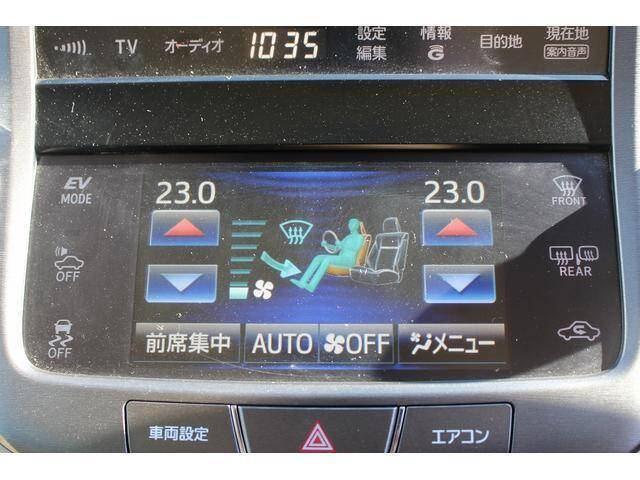 TV オーディオ 10:35 設定編集 情報G 目的地 現在地
案内音声
EV MODE
23.0 23.0
FRONT
OFF
REAR
OFF
前席集中 AUTO OFF メニュー
車両設定 エアコン